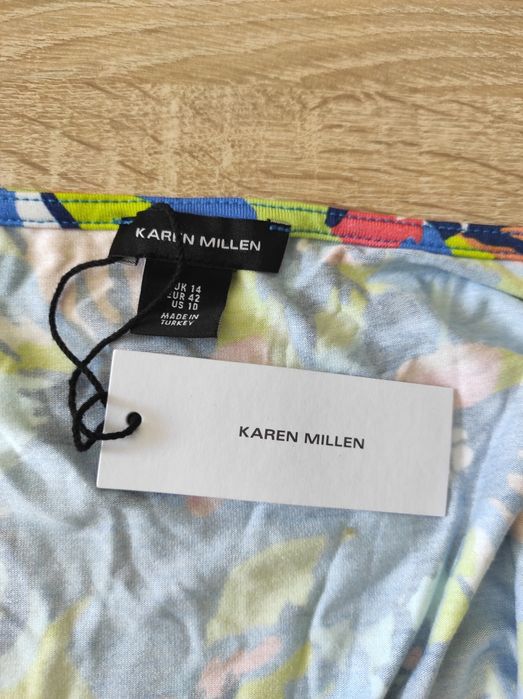 KAREN MILLEN
UK 14
EUR 42
US 10
MADE IN
TURKEY
KAREN MILLEN